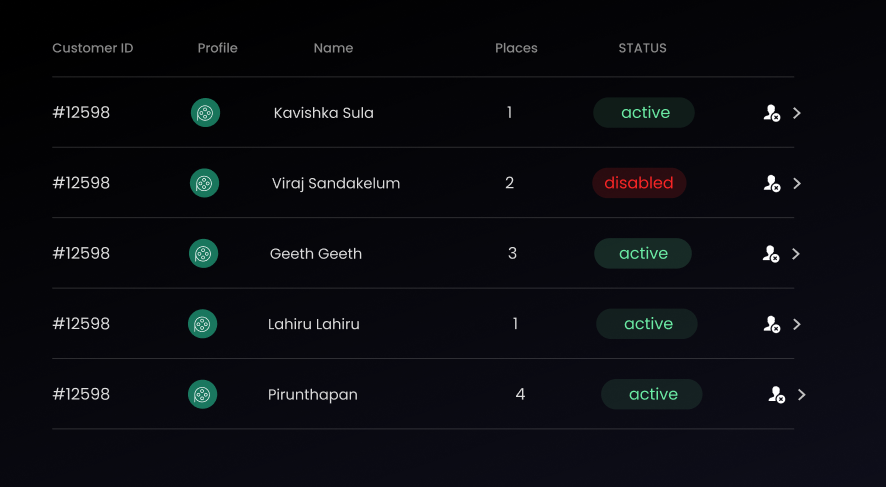 Customer ID Profile Name Places STATUS
#12598 Kavishka Sula 1 active
#12598 Viraj Sandakelum 2 disabled
#12598 Geeth Geeth 3 active
#12598 Lahiru Lahiru 1 active
#12598 Pirunthapan 4 active